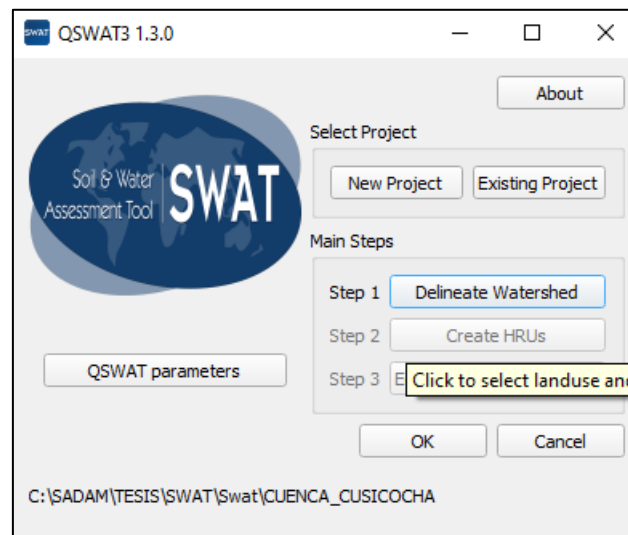 SWAT QSWAT3 1.3.0
About
Select Project
New Project Existing Project
Soil & Water
Assessment Tool
SWAT
Main Steps
Step 1 Delineate Watershed
Step 2 Create HRUs
QSWAT parameters
Step 3 E Click to select landuse an
OK Cancel
C:\SADAM\TESIS\SWAT\Swat\CUENCA_CUSICOCHA